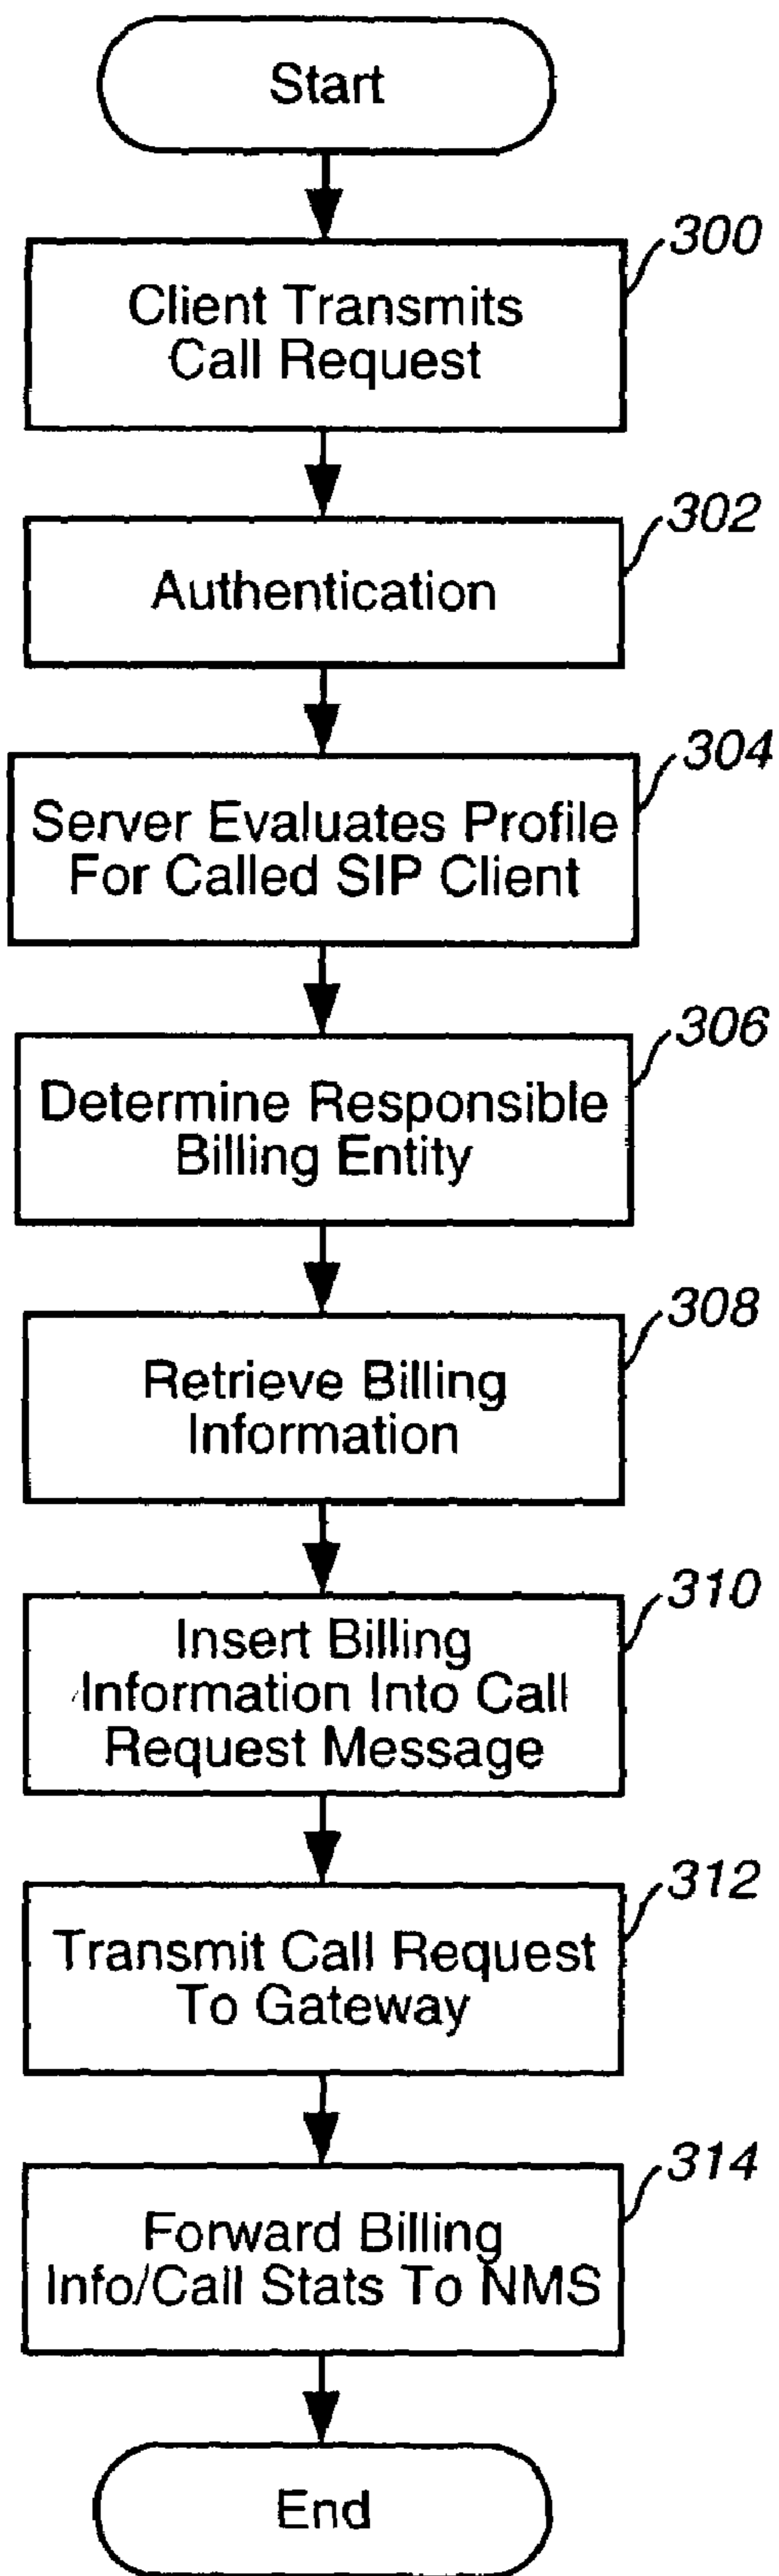 Start
300
Client Transmits
Call Request
302
Authentication
304
Server Evaluates Profile
For Called SIP Client
306
Determine Responsible
Billing Entity
308
Retrieve Billing
Information
310
Insert Billing
Information Into Call
Request Message
312
Transmit Call Request
To Gateway
314
Forward Billing
Info/Call Stats To NMS
End